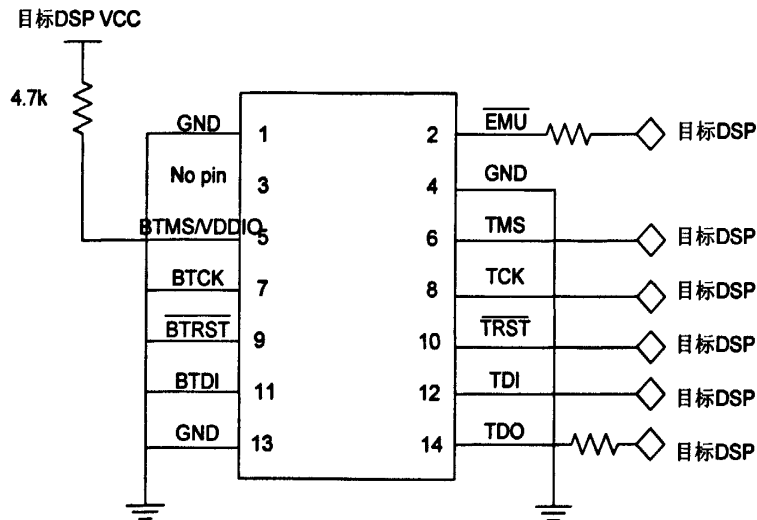 目标DSP VCC
4.7k
GND 1
2 EMU 目标DSP
No pin 3
4 GND
BTMS/VDDIO 5
6 TMS 目标DSP
BTCK 7
8 TCK 目标DSP
BTRST 9
10 TRST 目标DSP
BTDI 11
12 TDI 目标DSP
GND 13
14 TDO 目标DSP